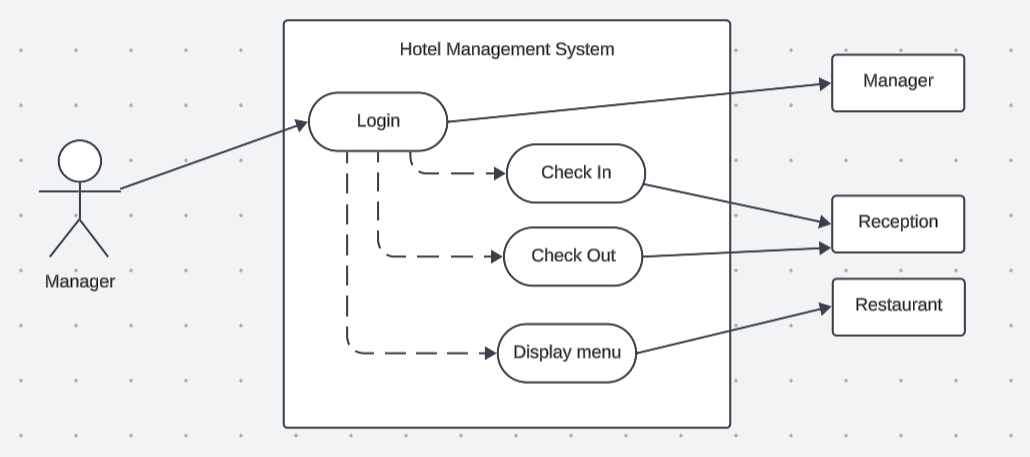 Hotel Management System
Manager
Login
Check In
Reception
Check Out
Manager
Restaurant
Display menu